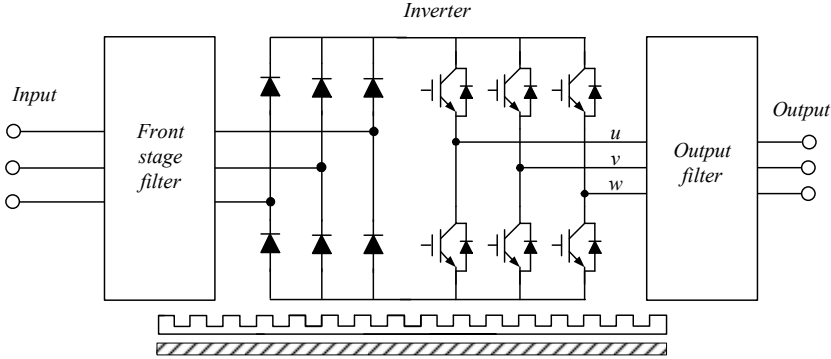 Inverter
Input
Front
stage
filter
u
v
w
Output
filter
Output